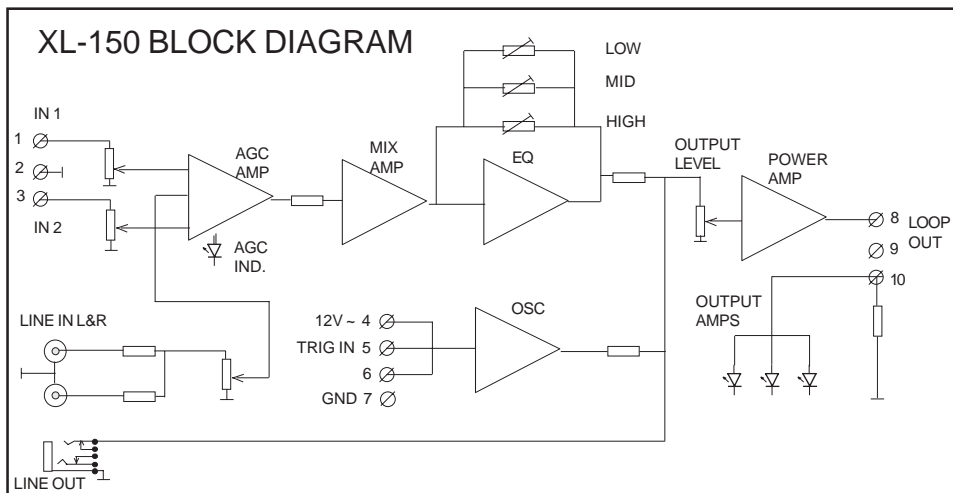 XL-150 BLOCK DIAGRAM
LOW
MID
HIGH
IN 1
1
2
3
IN 2
AGC
AMP
AGC
IND.
MIX
AMP
EQ
OUTPUT
LEVEL
POWER
AMP
8
LOOP
OUT
9
10
OUTPUT
AMPS
LINE IN L&R
12V ~ 4
TRIG IN 5
6
GND 7
OSC
LINE OUT